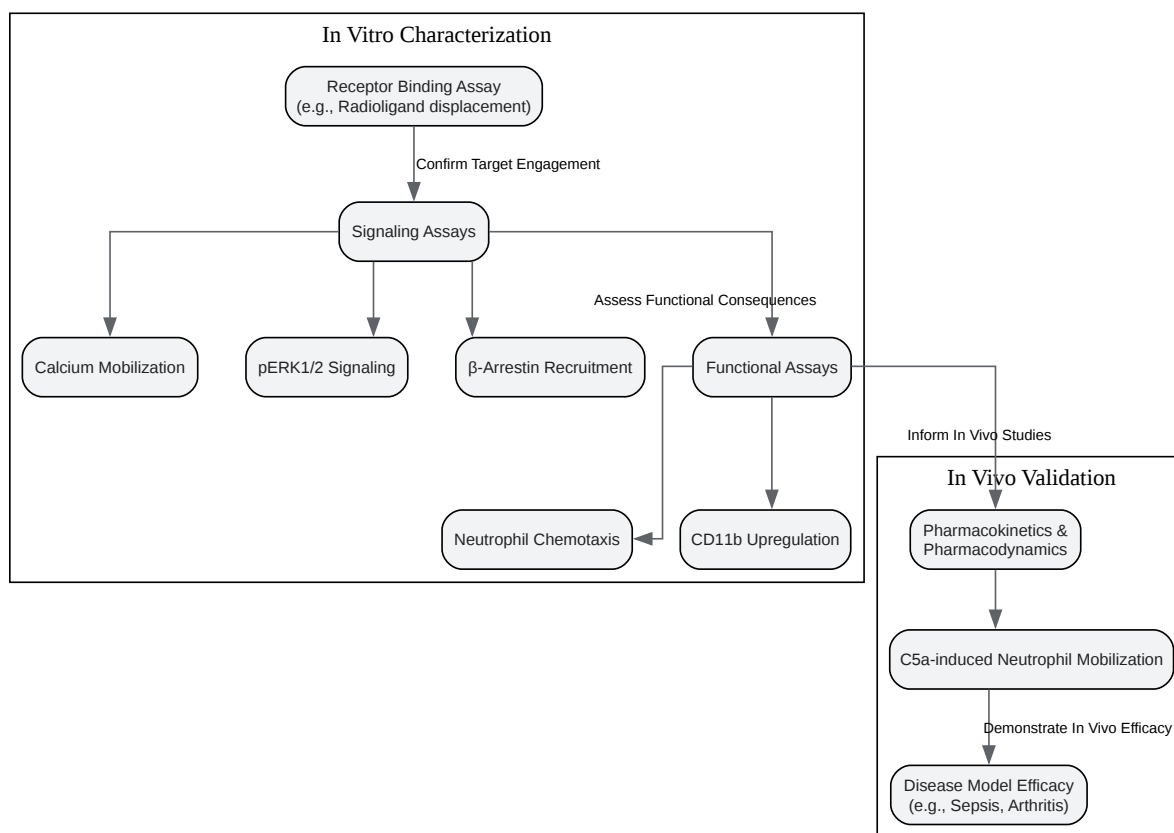 In Vitro Characterization
Receptor Binding Assay
(e.g., Radioligand displacement)
Confirm Target Engagement
Signaling Assays
Assess Functional Consequences
Calcium Mobilization
pERK1/2 Signaling
β-Arrestin Recruitment
Functional Assays
Inform In Vivo Studies
In Vivo Validation
Neutrophil Chemotaxis
CD11b Upregulation
Pharmacokinetics &
Pharmacodynamics
C5a-induced Neutrophil Mobilization
Demonstrate In Vivo Efficacy
Disease Model Efficacy
(e.g., Sepsis, Arthritis)